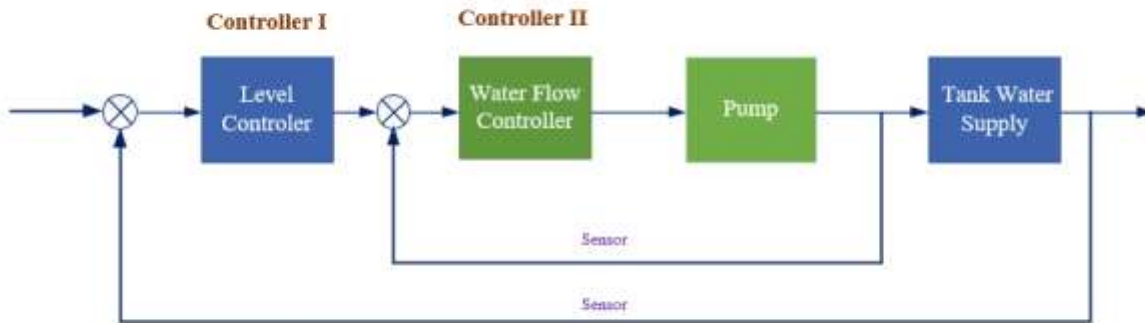 Controller I
Controller II
Level
Controler
Water Flow
Controller
Pump
Tank Water
Supply
Sensor
Sensor